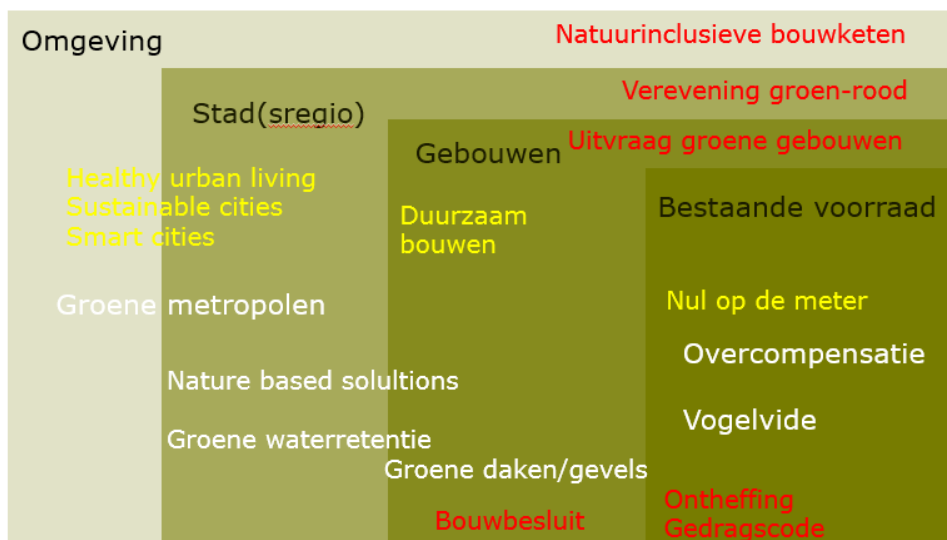 Omgeving
Natuurinclusieve bouwketen
Verevening groen-rood
Stad(sregio)
Uitvraag groene gebouwen
Gebouwen
Healthy urban living
Sustainable cities
Smart cities
Duurzaam
bouwen
Bestaande voorraad
Groene metropolen
Nul op de meter
Overcompensatie
Nature based solultions
Vogelvide
Groene waterretentie
Groene daken/gevels
Ontheffing
Bouwbesluit
Gedragscode